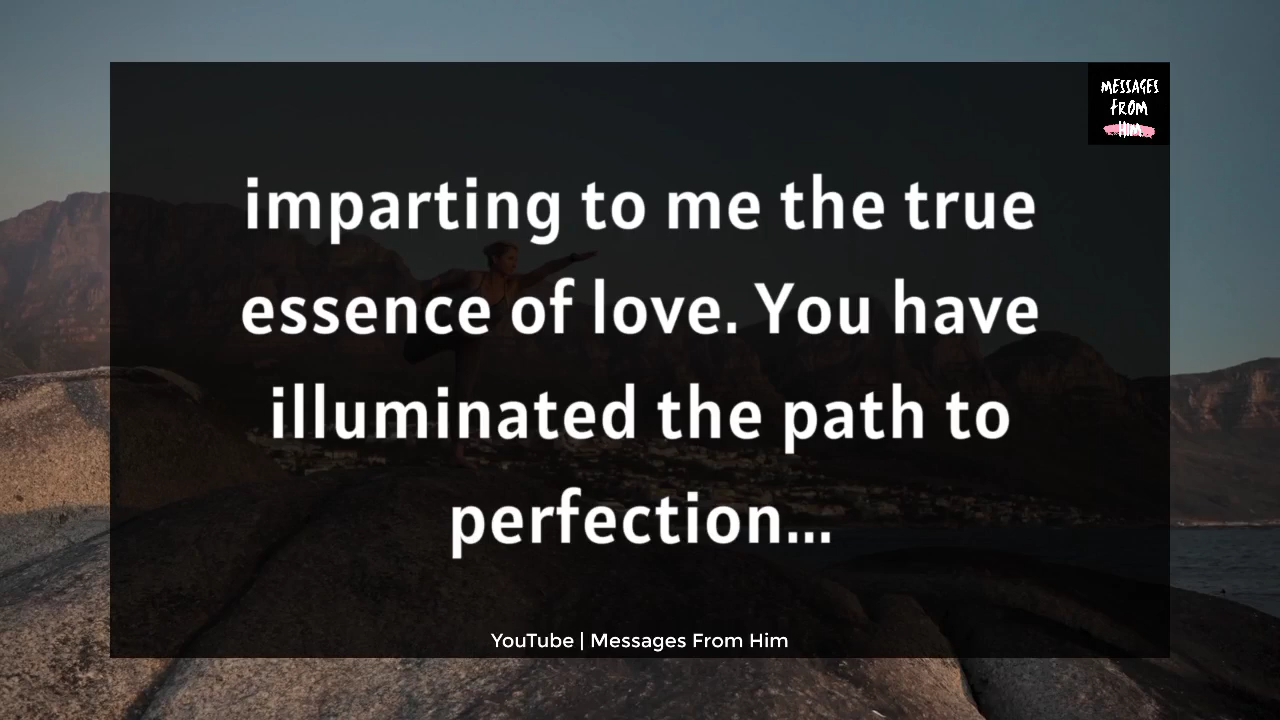 MESSAGES
FROM
HIM
imparting to me the true
essence of love. You have
illuminated the path to
perfection...
YouTube | Messages From Him